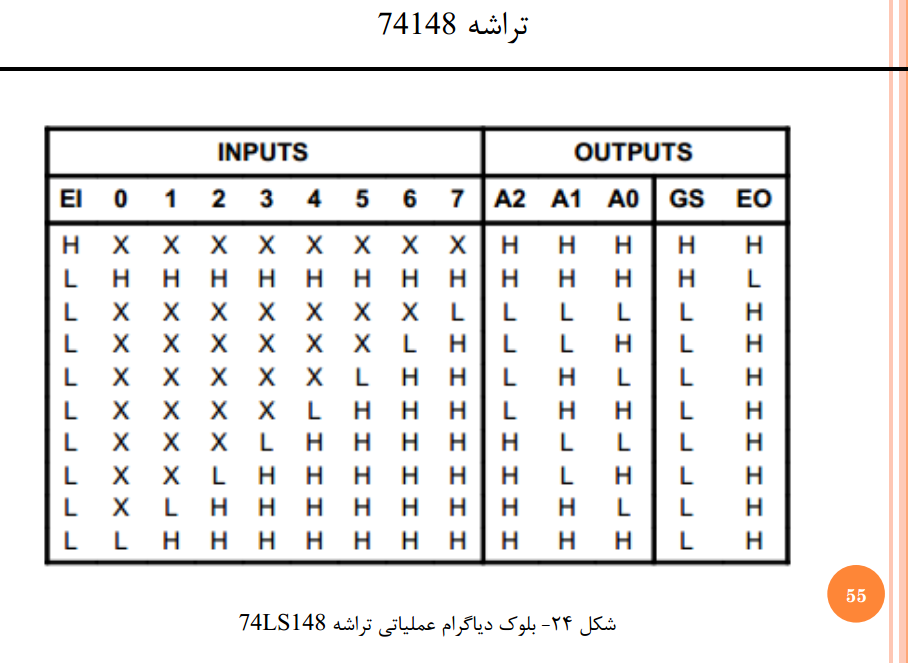 تراشه 74148
INPUTS OUTPUTS
EI 0 1 2 3 4 5 6 7 A2 A1 A0 GS EO
H X X X X X X X X H H H H H
L H H H H H H H H H H H H L
L X X X X X X X L L L L L H
L X X X X X X L H L L H L H
L X X X X X L H H L H L L H
L X X X X L H H H L H H L H
L X X X L H H H H H L L L H
L X X L H H H H H H L H L H
L X L H H H H H H H H L L H
L L H H H H H H H H H H L H
55
شکل ۲۴- بلوک دیاگرام عملیاتی تراشه 74LS148